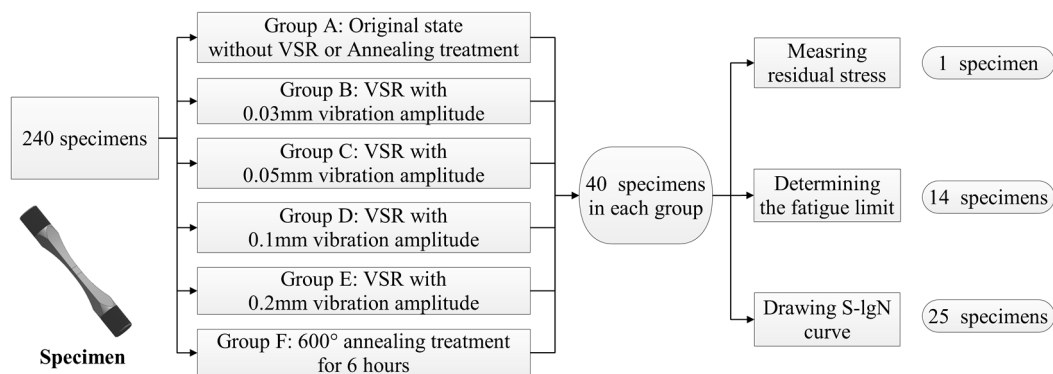 240 specimens
Specimen
Group A: Original state
without VSR or Annealing treatment
Group B: VSR with
0.03mm vibration amplitude
Group C: VSR with
0.05mm vibration amplitude
Group D: VSR with
0.1mm vibration amplitude
Group E: VSR with
0.2mm vibration amplitude
Group F: 600° annealing treatment
for 6 hours
40 specimens
in each group
Measring
residual stress
1 specimen
Determining
the fatigue limit
14 specimens
Drawing S-lgN
curve
25 specimens